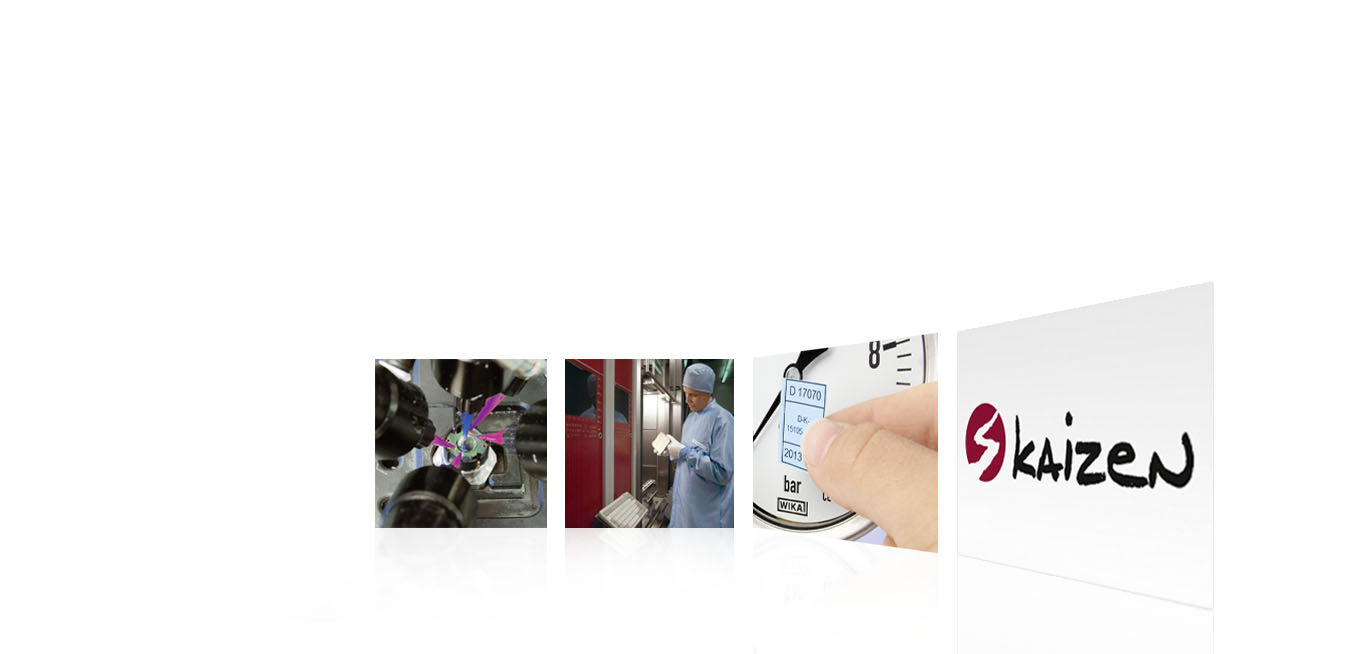 8
D 17070
D-K-
15105-
2013
bar
WIKA
kaizen